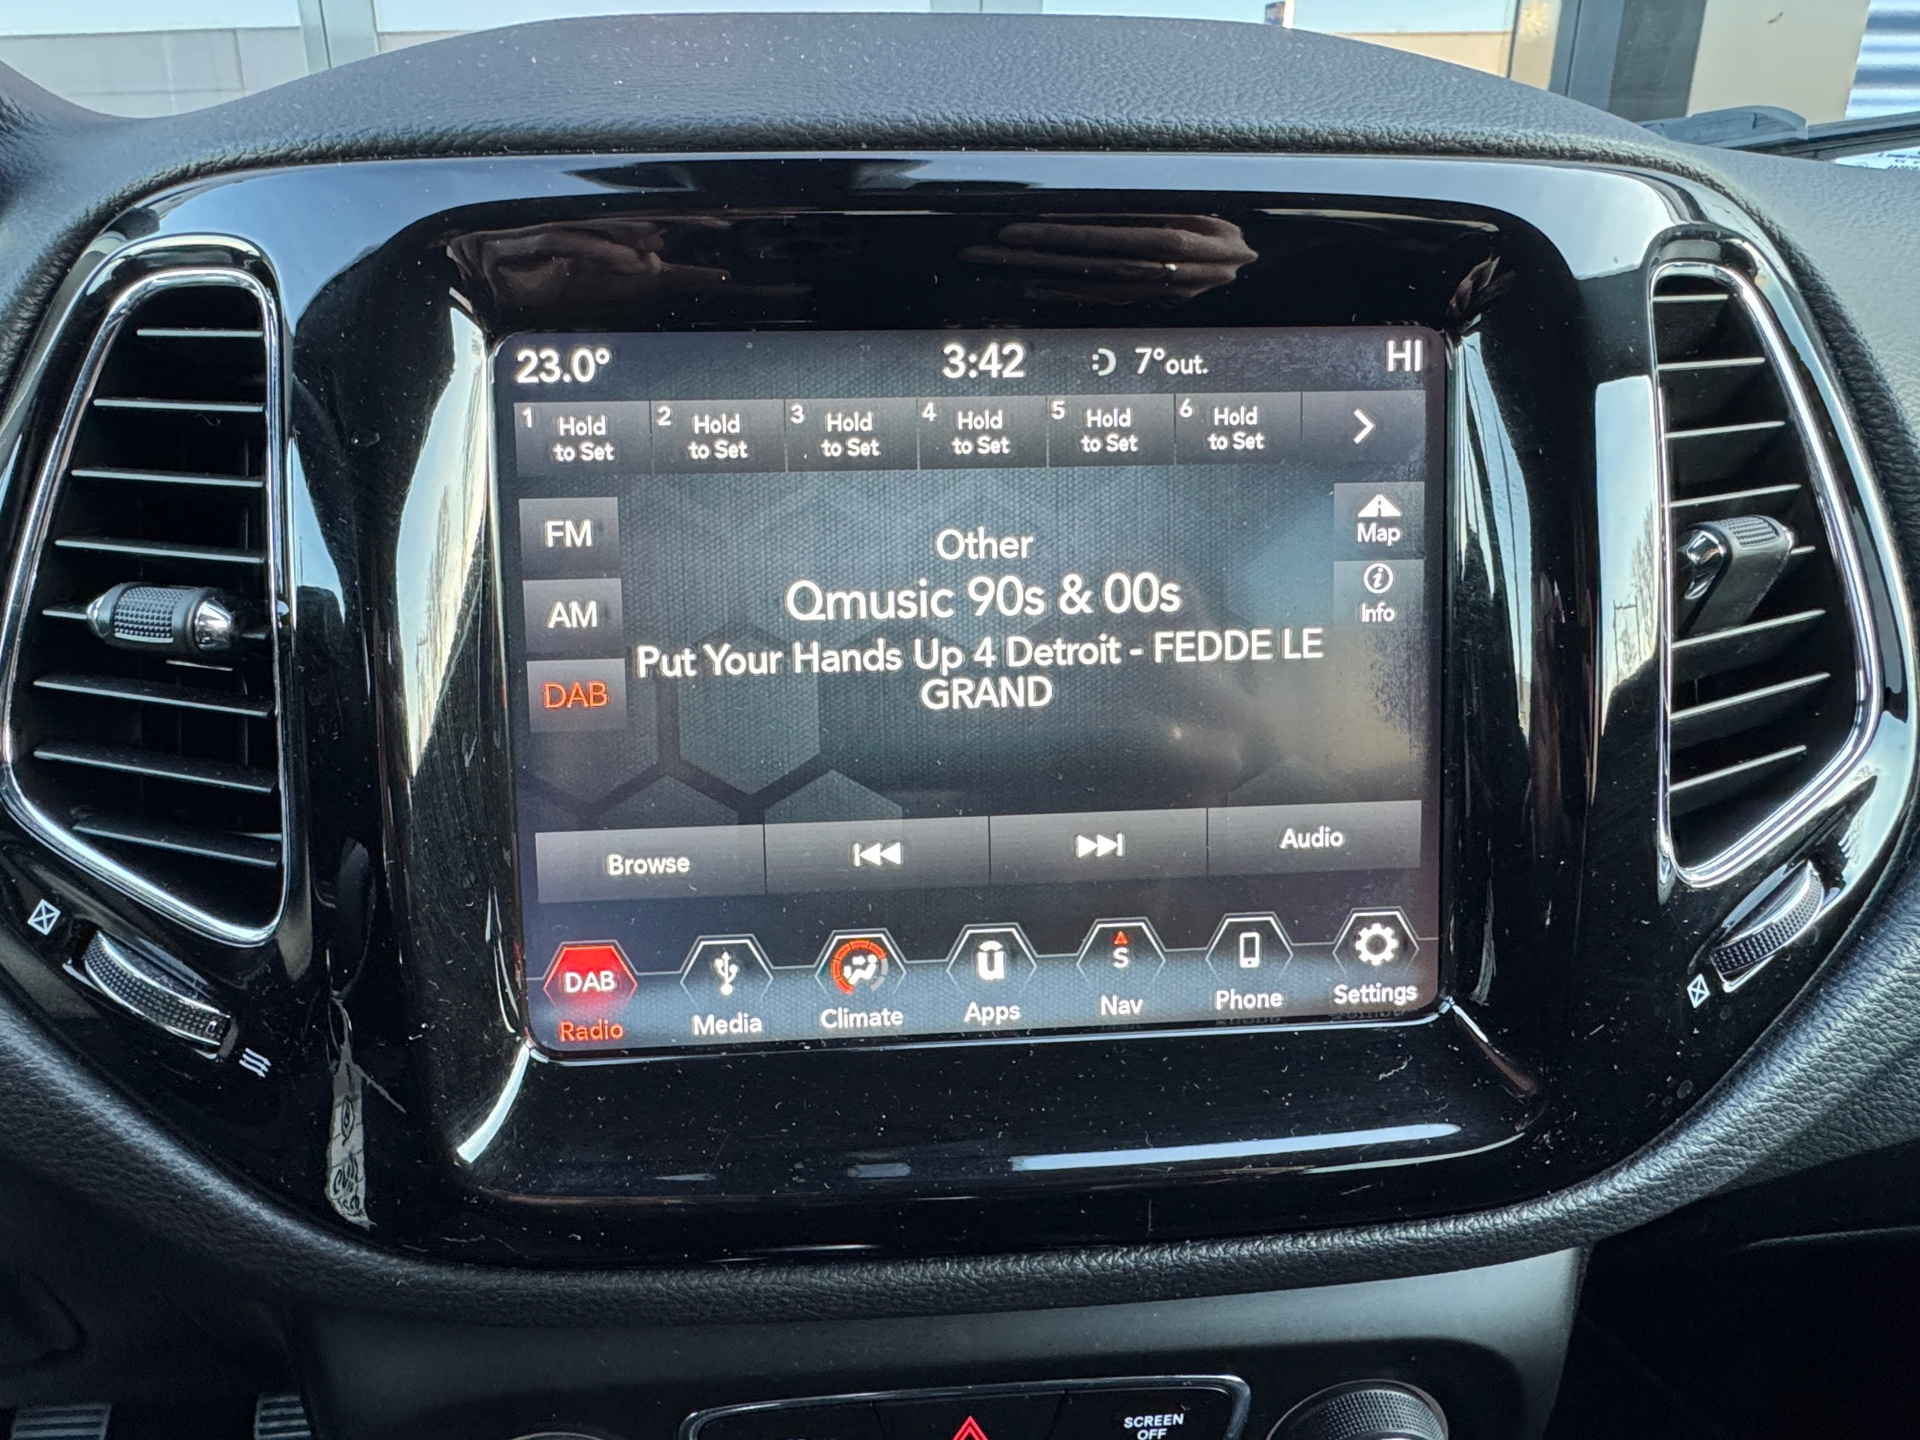 23.0°
3:42
7°out.
HI
1 Hold
to Set
2 Hold
to Set
3 Hold
to Set
4 Hold
to Set
5 Hold
to Set
6 Hold
to Set
FM
AM
DAB
Map
Info
Other
Qmusic 90s & 00s
Put Your Hands Up 4 Detroit - FEDDE LE
GRAND
Browse
Audio
DAB
Radio
Media
Climate
u
Apps
S
Nav
Phone
Settings
SCREEN
OFF